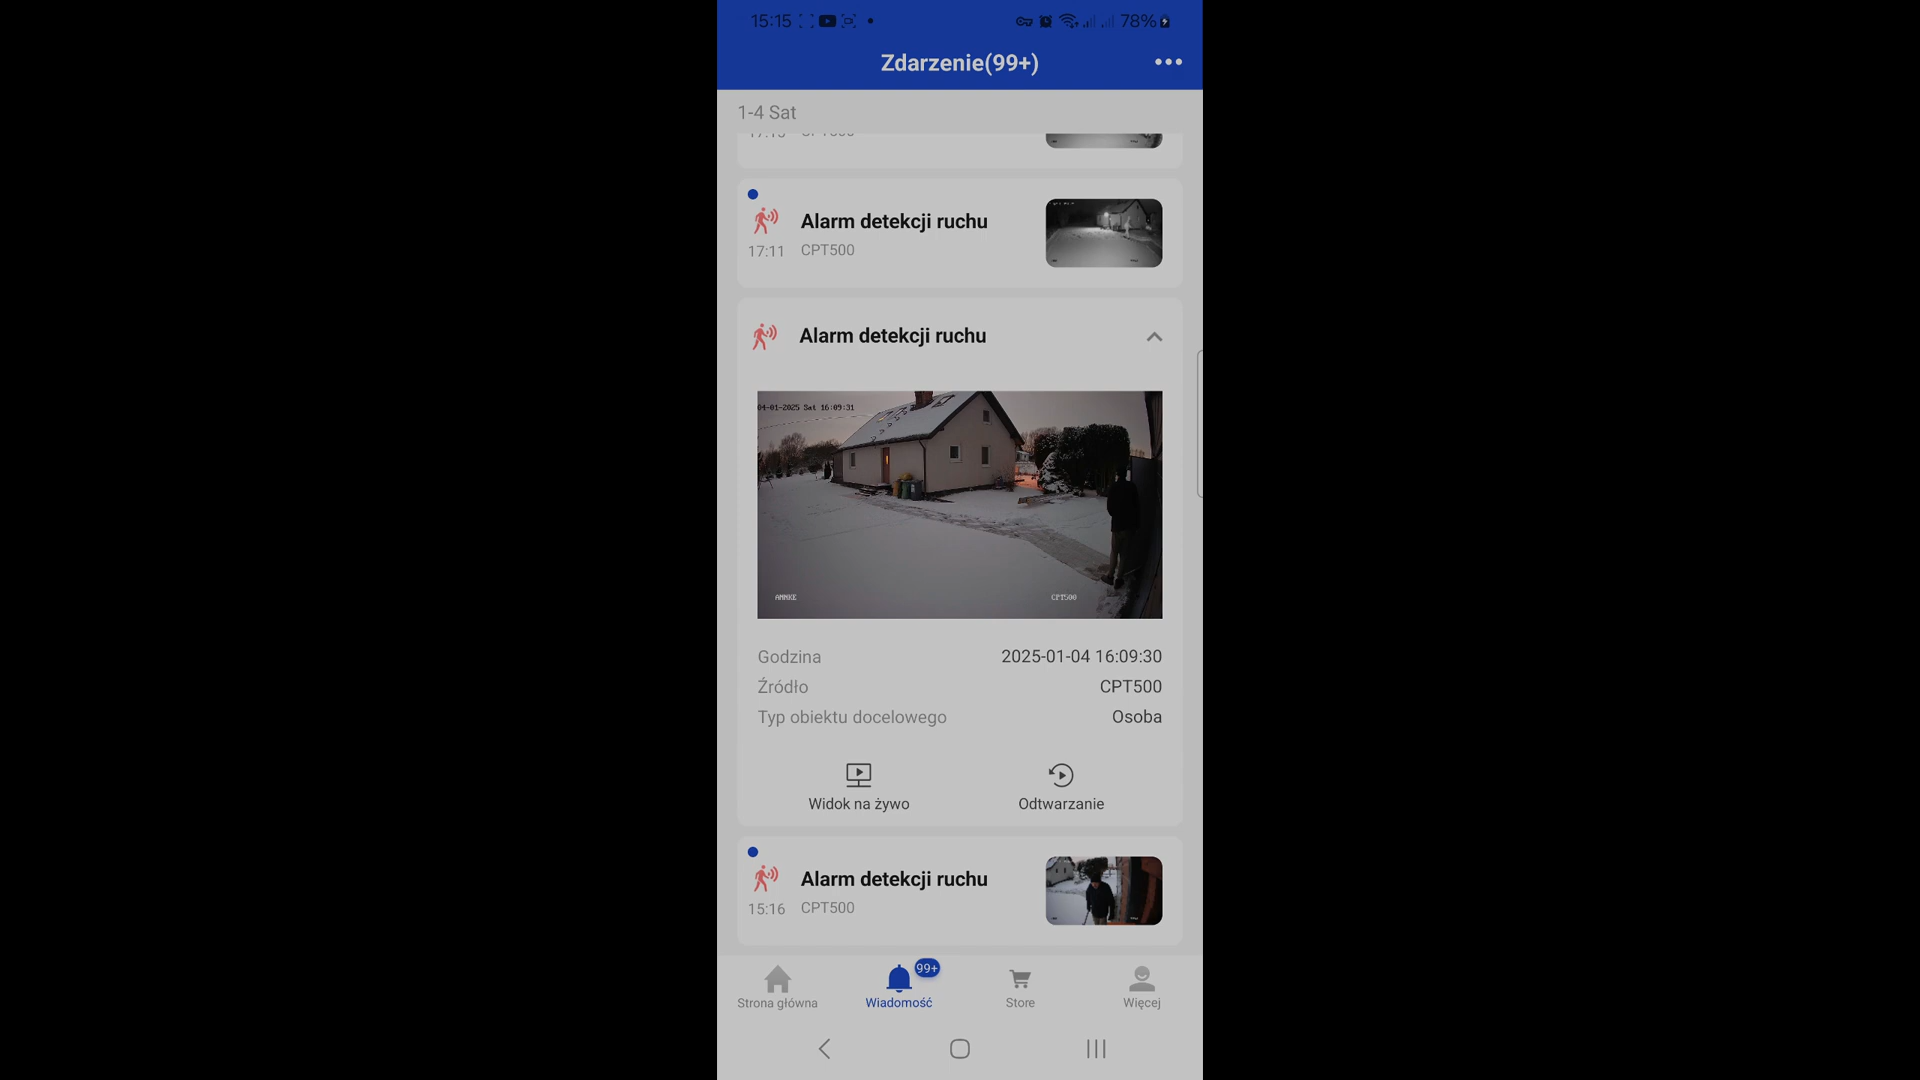 15:15 78%
Zdarzenie(99+)
1-4 Sat
Alarm detekcji ruchu
17:11 CPT500
Alarm detekcji ruchu
04-01-2025 Sat 16:09:31
ANNKE CPT500
Godzina 2025-01-04 16:09:30
Źródło CPT500
Typ obiektu docelowego Osoba
Widok na żywo Odtwarzanie
Alarm detekcji ruchu
15:16 CPT500
99+
Strona główna Wiadomość Store Więcej